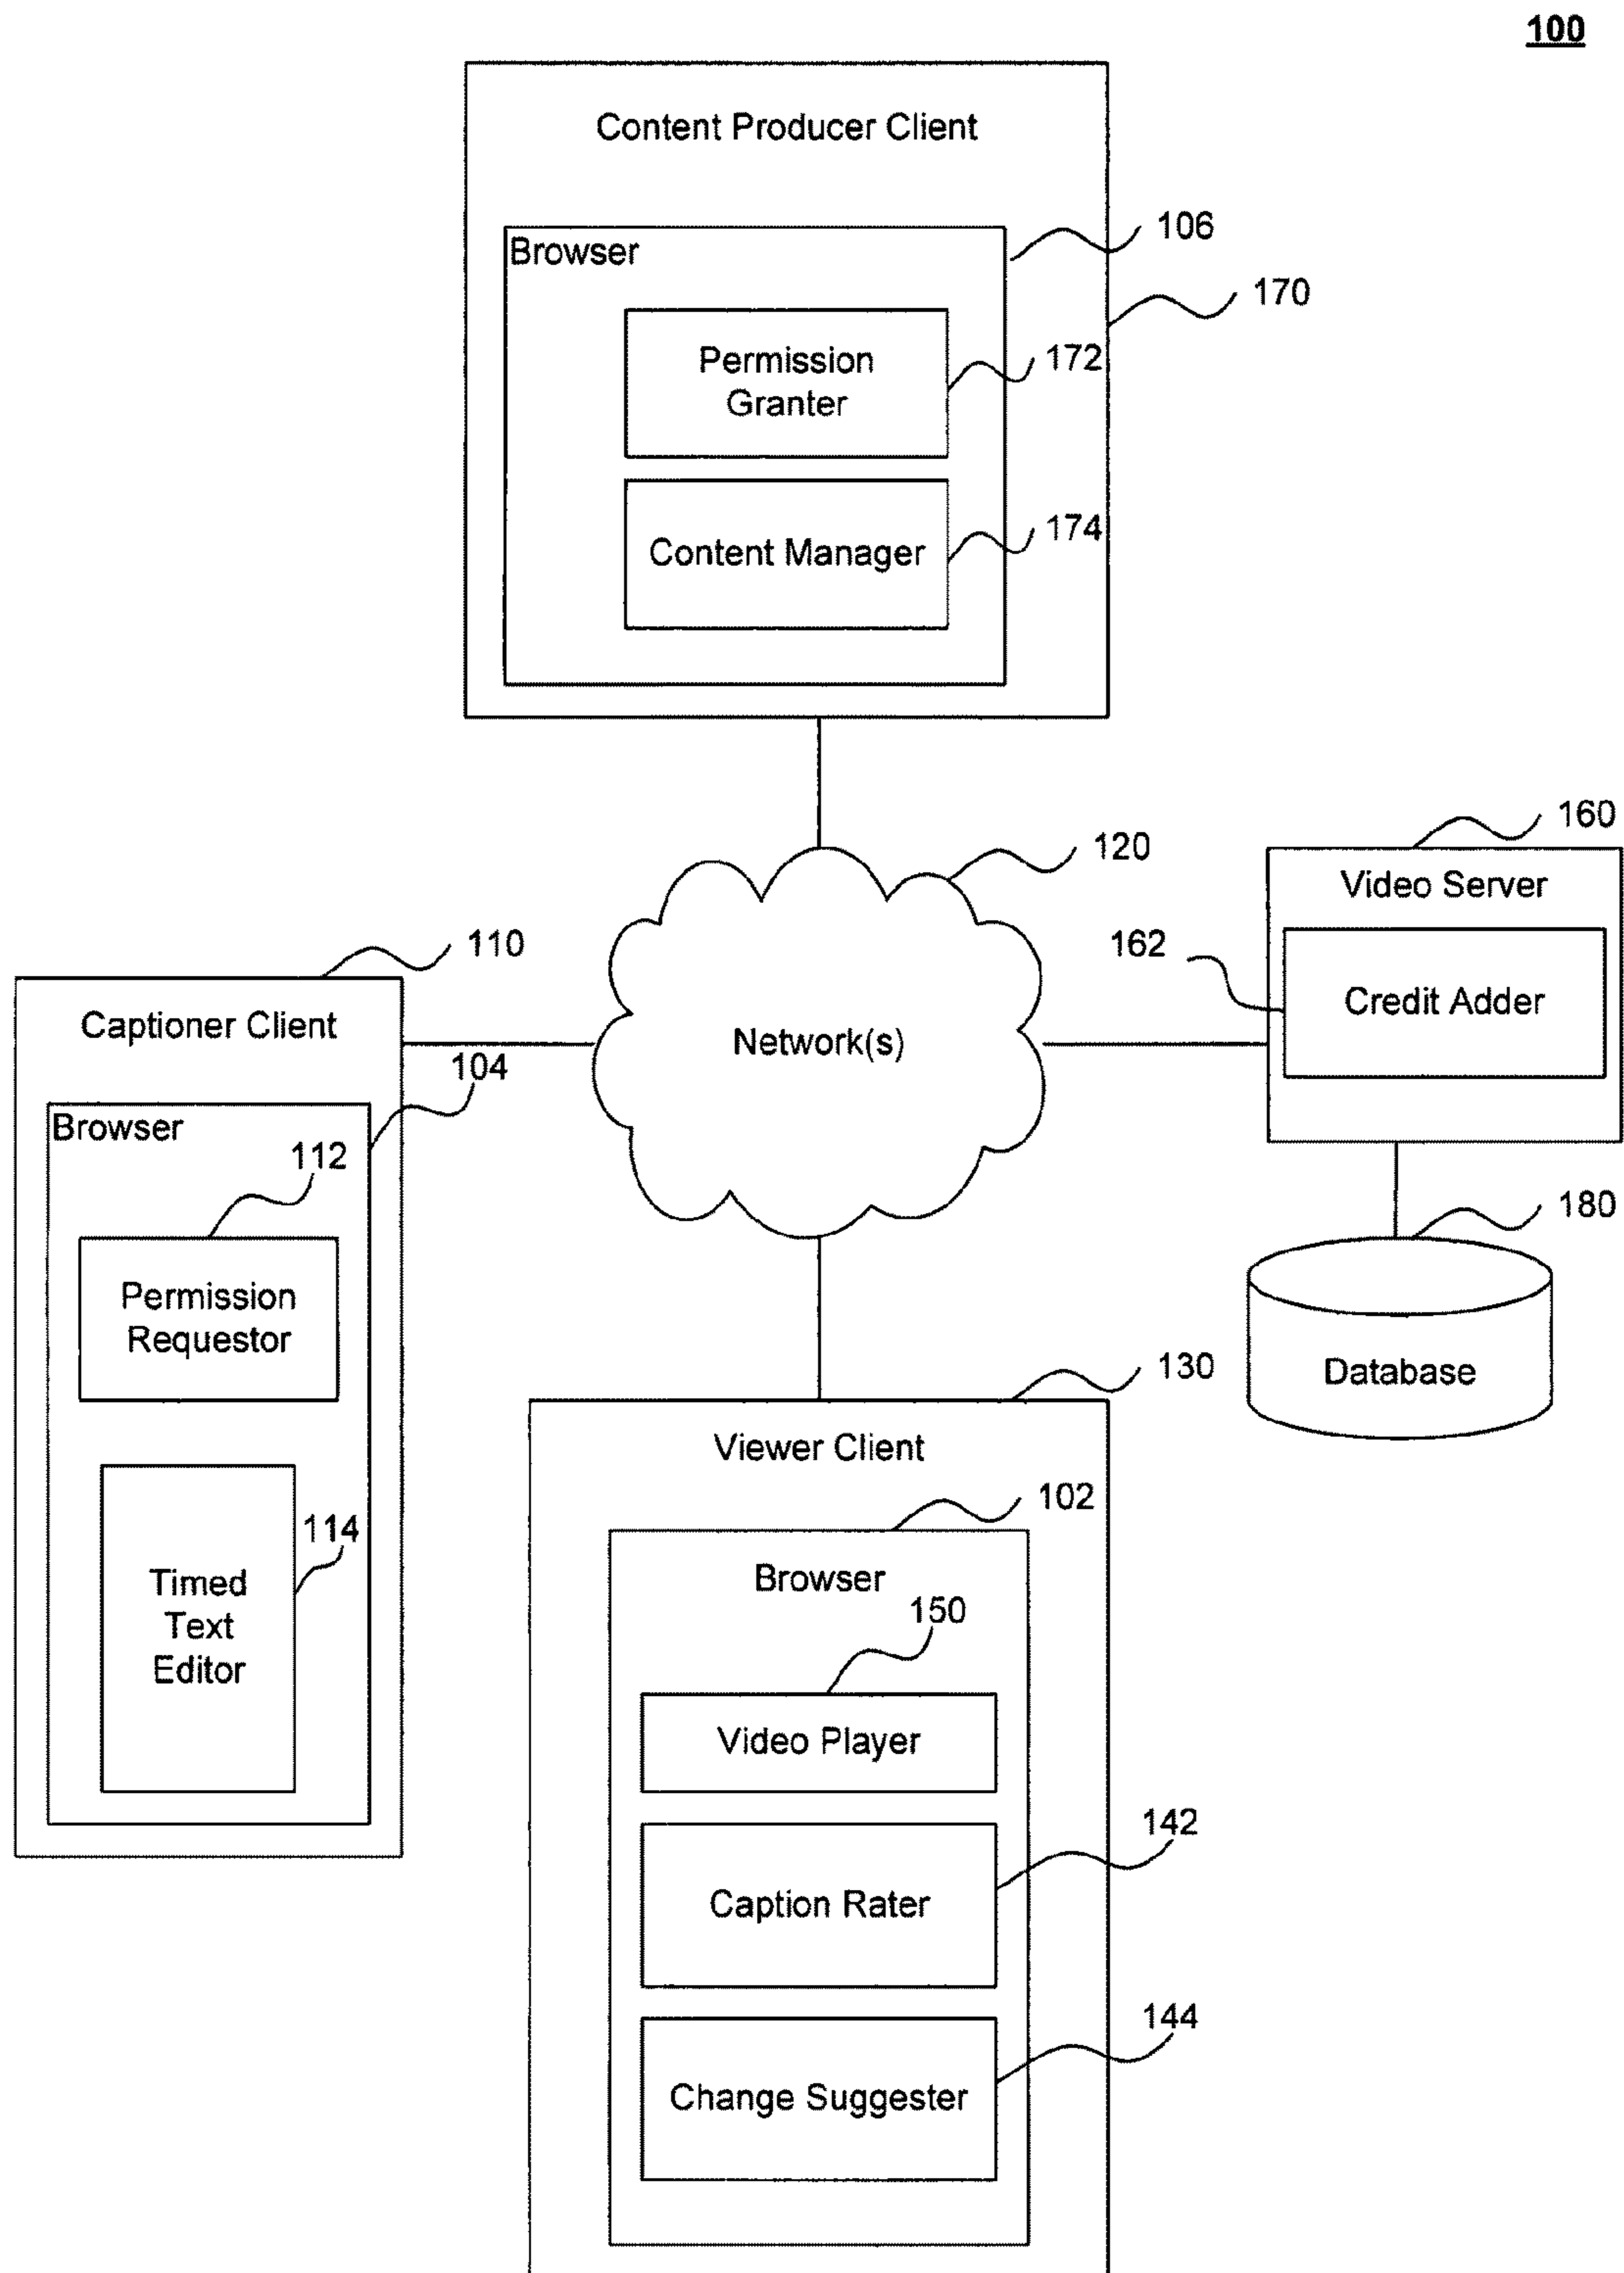 100
Content Producer Client
106
Browser
170
Permission
Granter
172
Content Manager
174
120
160
Video Server
162
Credit Adder
110
Captioner Client
Network(s)
104
Browser
112
Permission
Requestor
114
Timed
Text
Editor
180
Database
130
Viewer Client
102
Browser
150
Video Player
142
Caption Rater
144
Change Suggester